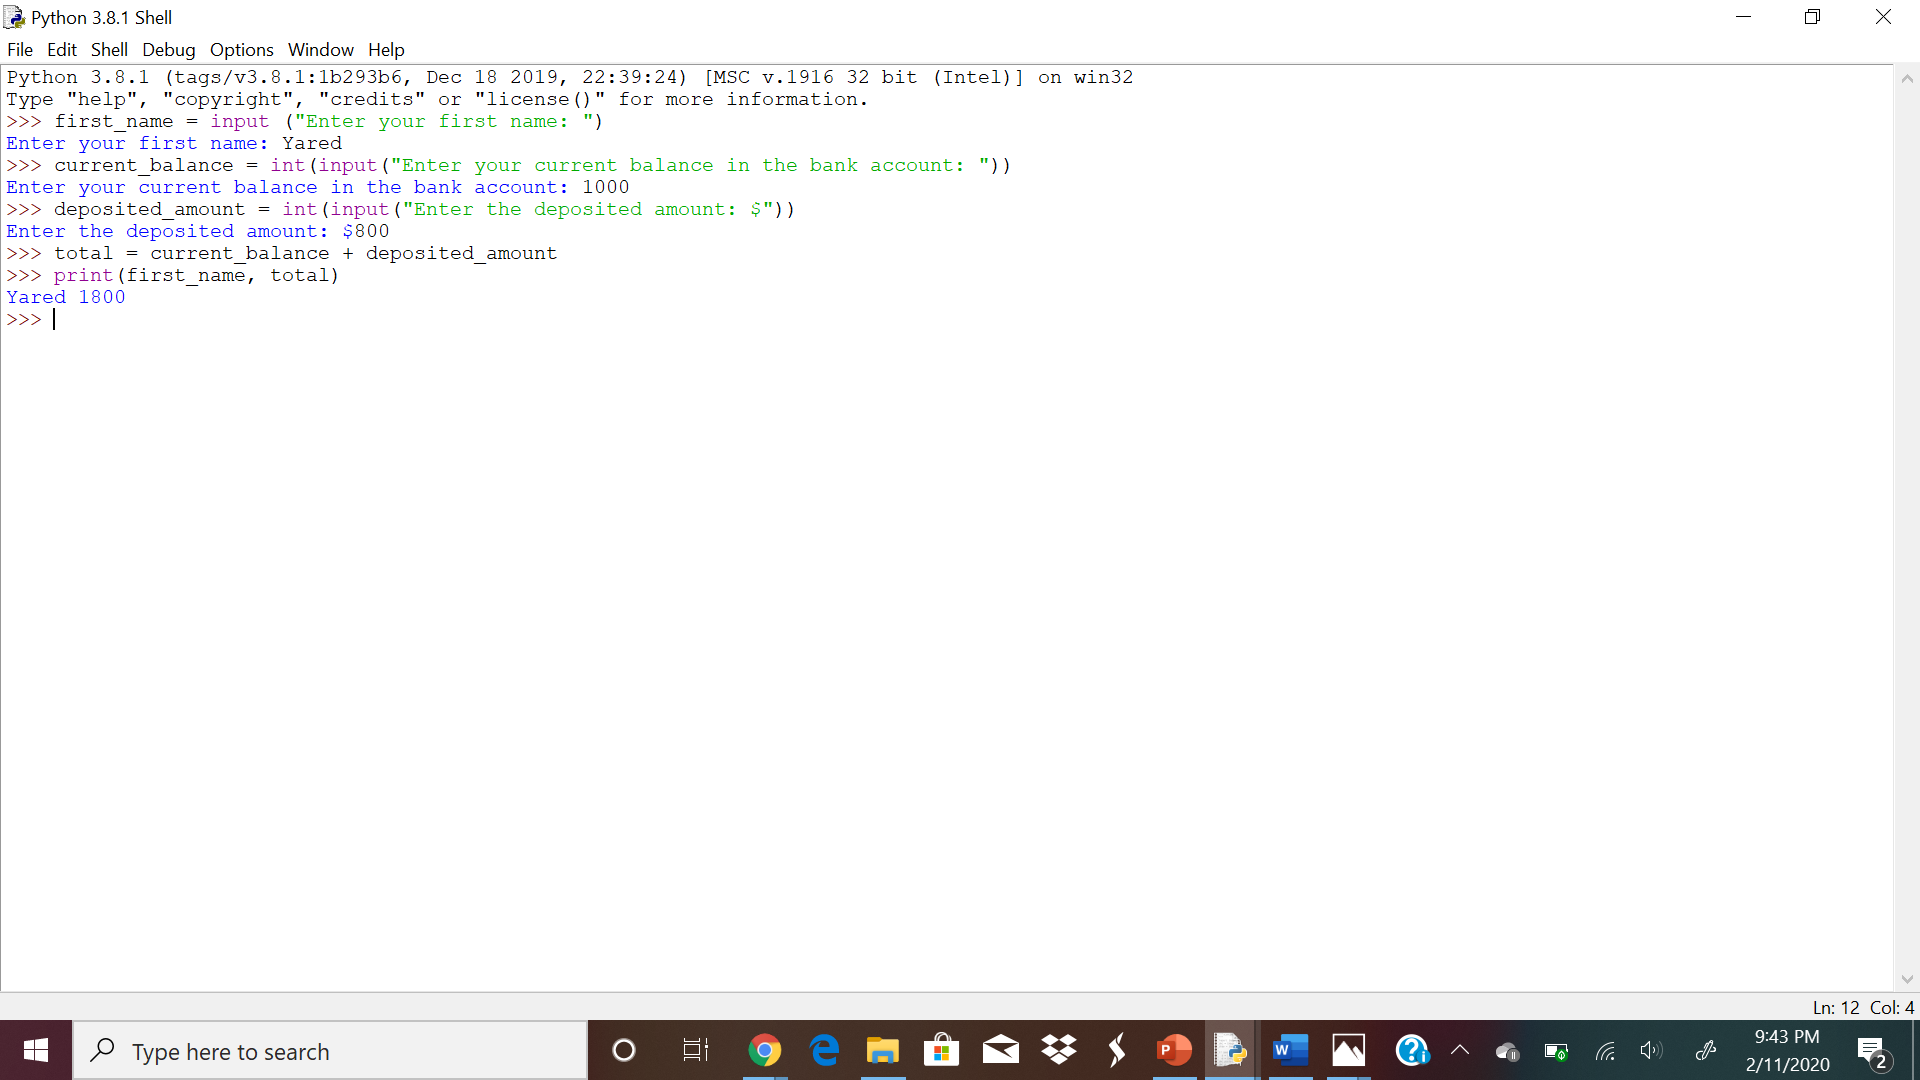 Python 3.8.1 Shell
File Edit Shell Debug Options Window Help
Python 3.8.1 (tags/v3.8.1:1b293b6, Dec 18 2019, 22:39:24) [MSC v.1916 32 bit (Intel)] on win32
Type "help", "copyright", "credits" or "license()" for more information.
>>> first_name = input ("Enter your first name: ")
Enter your first name: Yared
>>> current_balance = int(input("Enter your current balance in the bank account: "))
Enter your current balance in the bank account: 1000
>>> deposited_amount = int(input("Enter the deposited amount: $"))
Enter the deposited amount: $800
>>> total = current_balance + deposited_amount
>>> print(first_name, total)
Yared 1800
>>>
Ln: 12 Col: 4
Type here to search
9:43 PM
2/11/2020
2